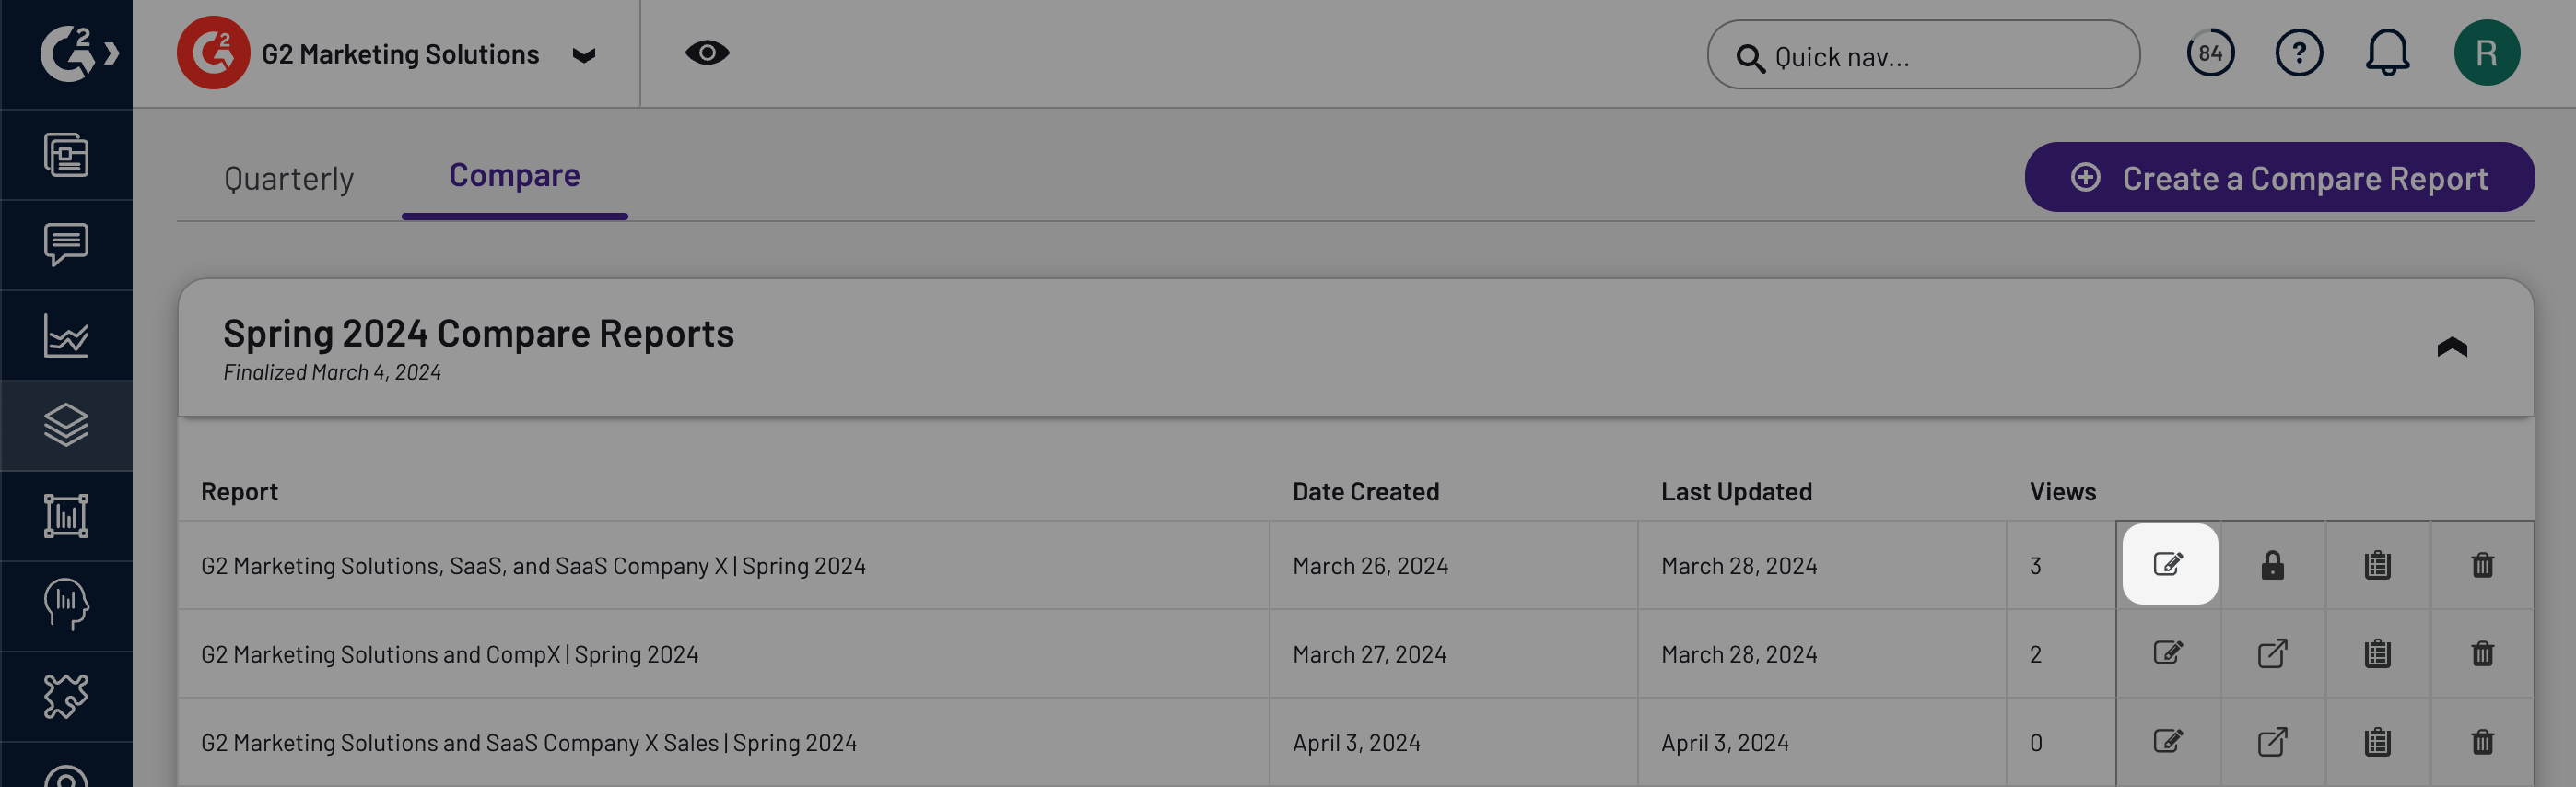 G2 Marketing Solutions
Quick nav...
84
?
R
Quarterly
Compare
Create a Compare Report
Spring 2024 Compare Reports
Finalized March 4, 2024
Report Date Created Last Updated Views
G2 Marketing Solutions, SaaS, and SaaS Company X | Spring 2024 March 26, 2024 March 28, 2024 3
G2 Marketing Solutions and CompX | Spring 2024 March 27, 2024 March 28, 2024 2
G2 Marketing Solutions and SaaS Company X Sales | Spring 2024 April 3, 2024 April 3, 2024 0